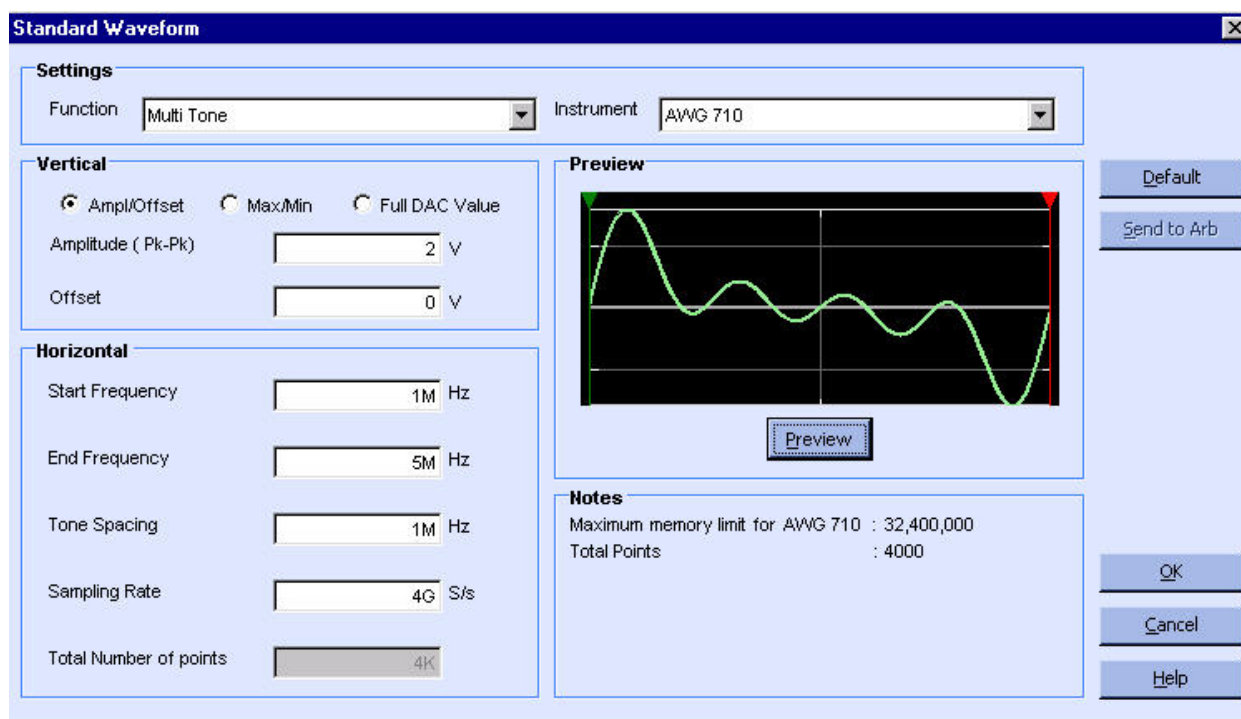 Standard Waveform
Settings
Function Multi Tone Instrument AWG 710
Vertical
Ampl/Offset Max/Min Full DAC Value
Amplitude ( Pk-Pk) 2 V
Offset 0 V
Horizontal
Start Frequency 1M Hz
End Frequency 5M Hz
Tone Spacing 1M Hz
Sampling Rate 4G S/s
Total Number of points 4K
Preview
Preview
Notes
Maximum memory limit for AWG 710 : 32,400,000
Total Points : 4000
Default
Send to Arb
OK
Cancel
Help